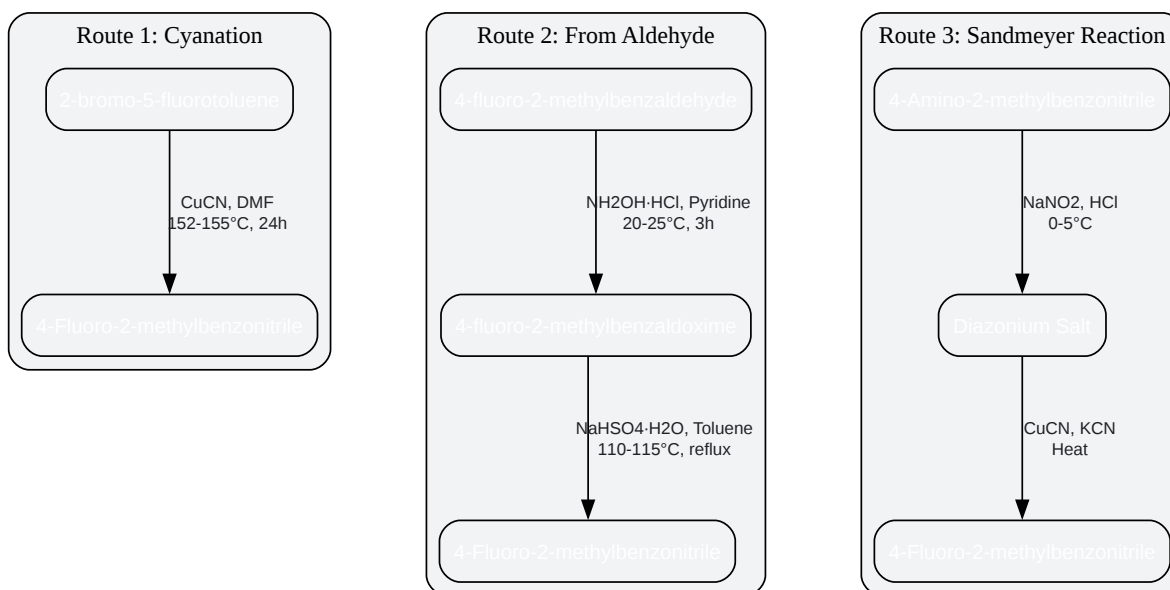 Route 1: Cyanation
2-bromo-5-fluorotoluene
CuCN, DMF
152-155°C, 24h
4-Fluoro-2-methylbenzonitrile
Route 2: From Aldehyde
4-fluoro-2-methylbenzaldehyde
NH2OH·HCl, Pyridine
20-25°C, 3h
4-fluoro-2-methylbenzaldoxime
NaHSO4·H2O, Toluene
110-115°C, reflux
4-Fluoro-2-methylbenzonitrile
Route 3: Sandmeyer Reaction
4-Amino-2-methylbenzonitrile
NaNO2, HCl
0-5°C
Diazonium Salt
CuCN, KCN
Heat
4-Fluoro-2-methylbenzonitrile